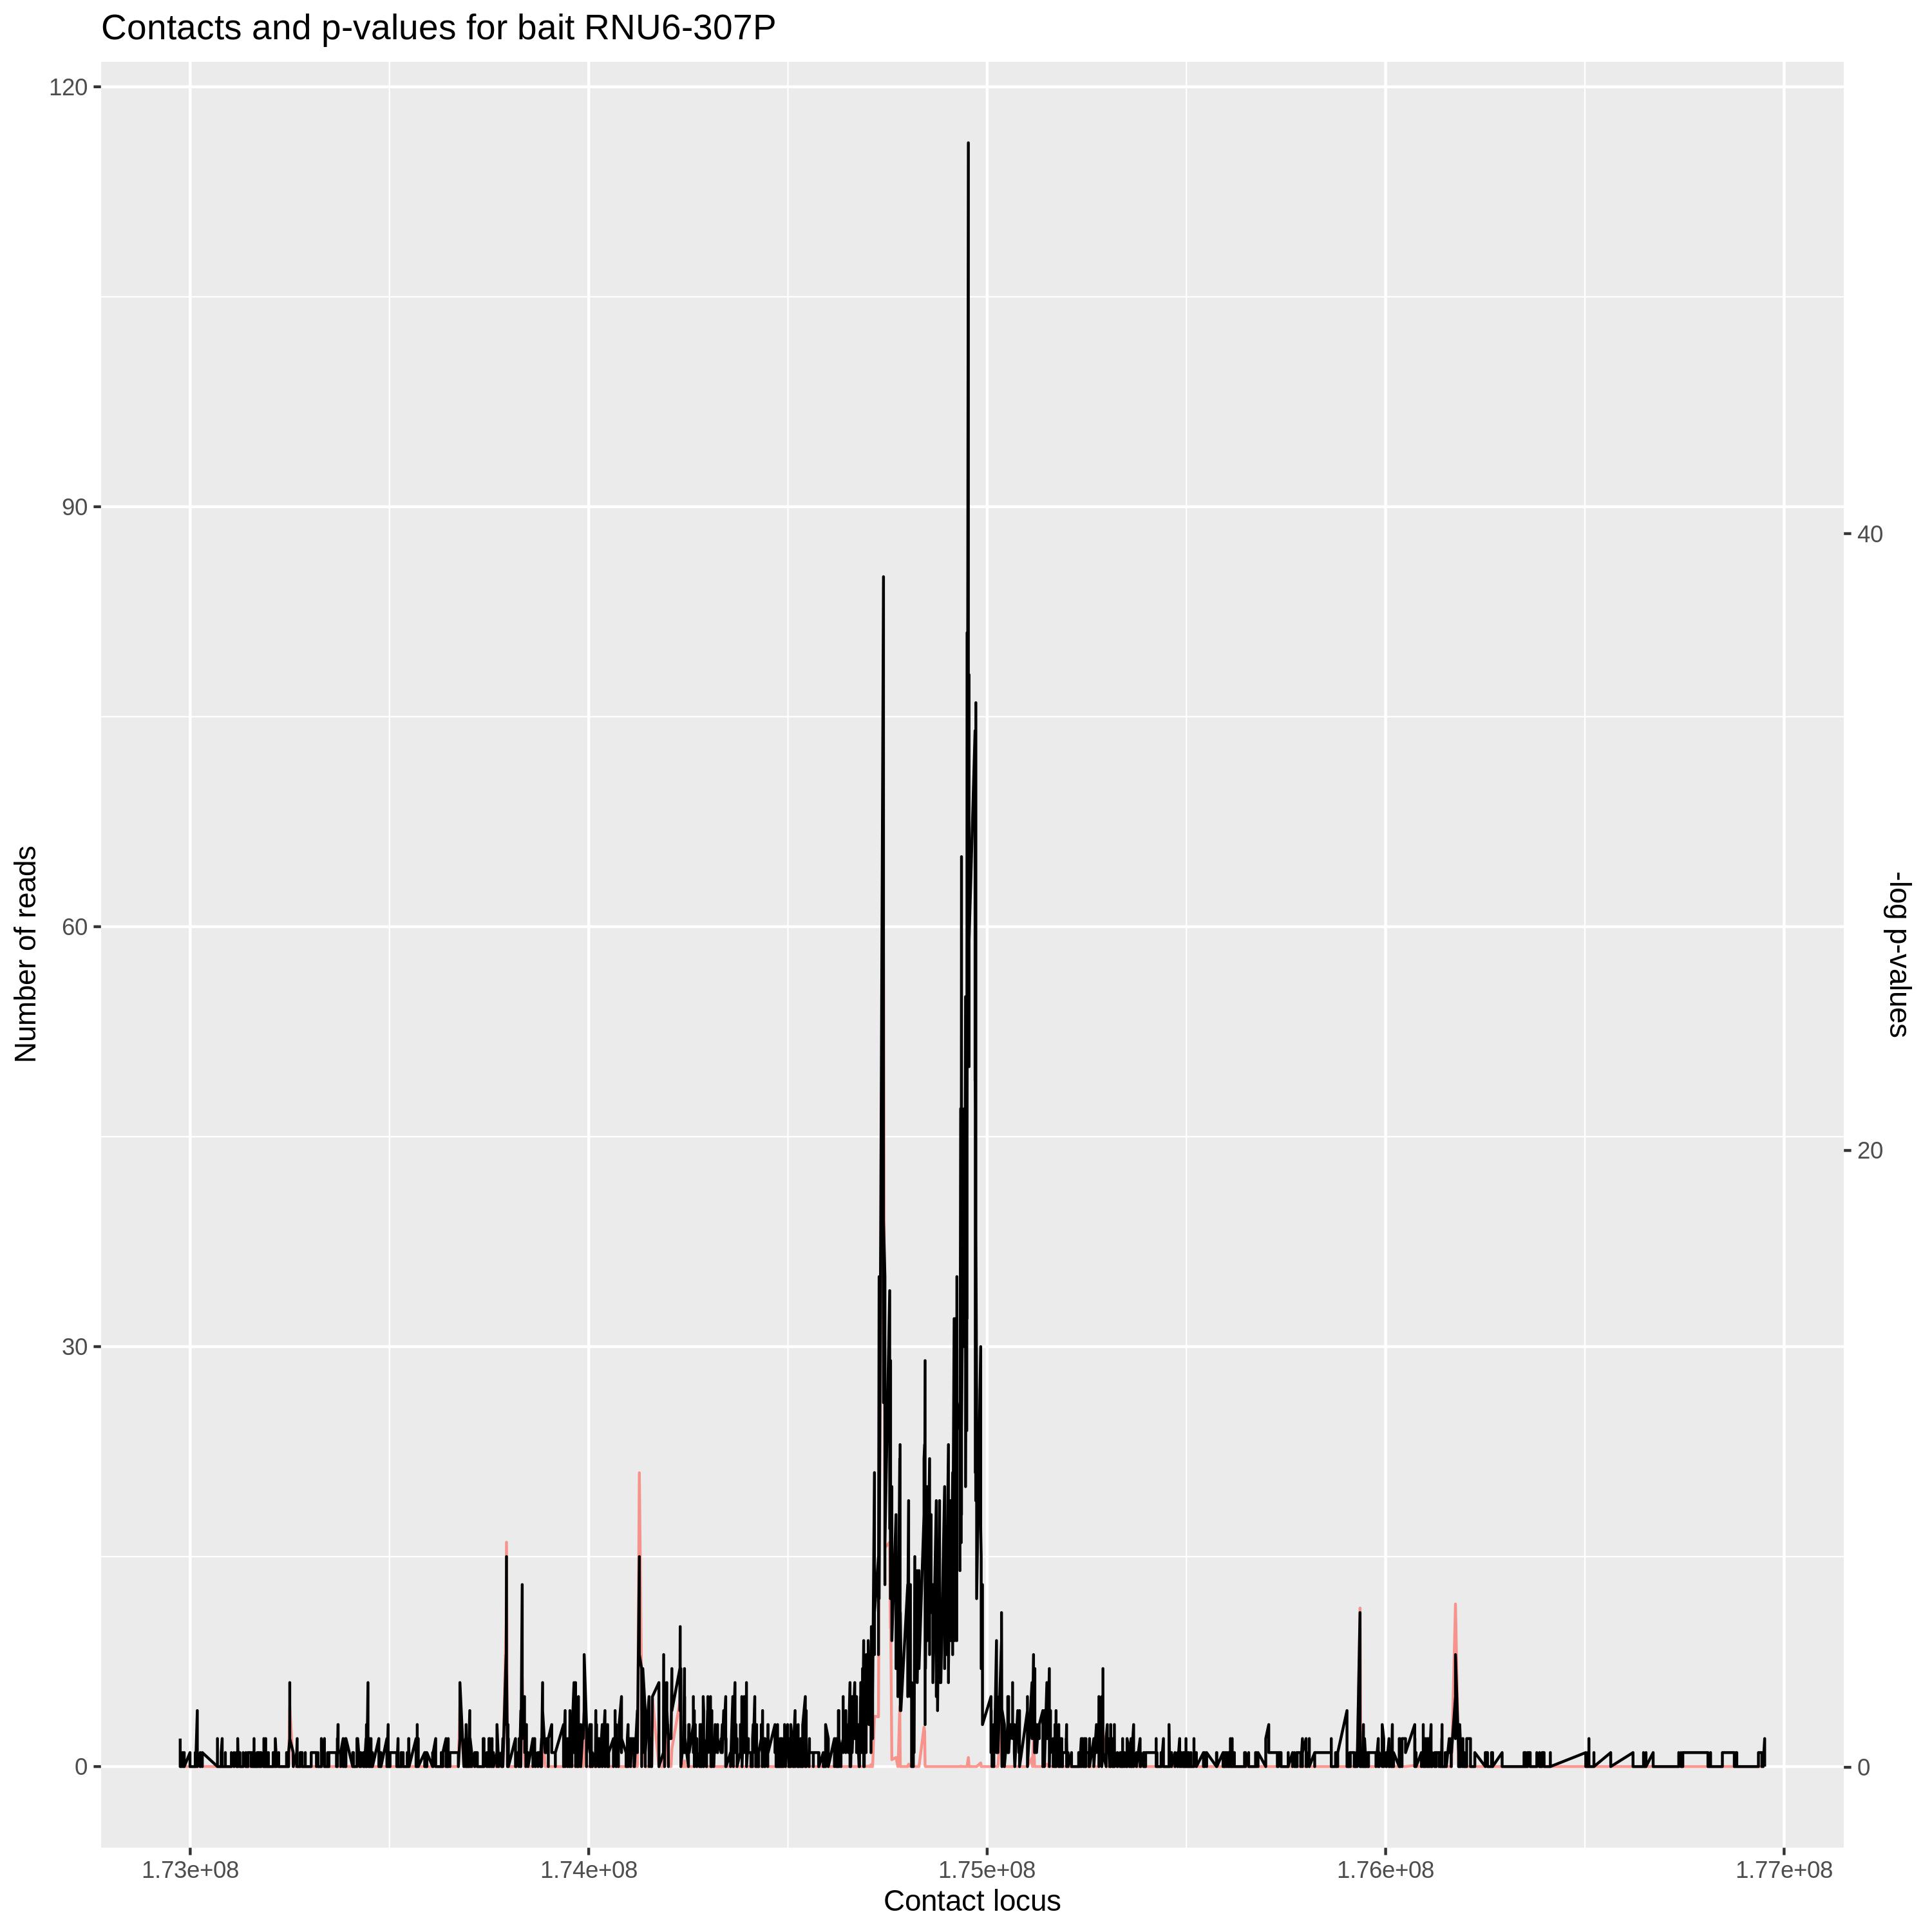 Contacts and p-values for bait RNU6-307P
120
90
60
30
0
Number of reads
40
20
0
-log p-values
1.73e+08
1.74e+08
1.75e+08
1.76e+08
1.77e+08
Contact locus